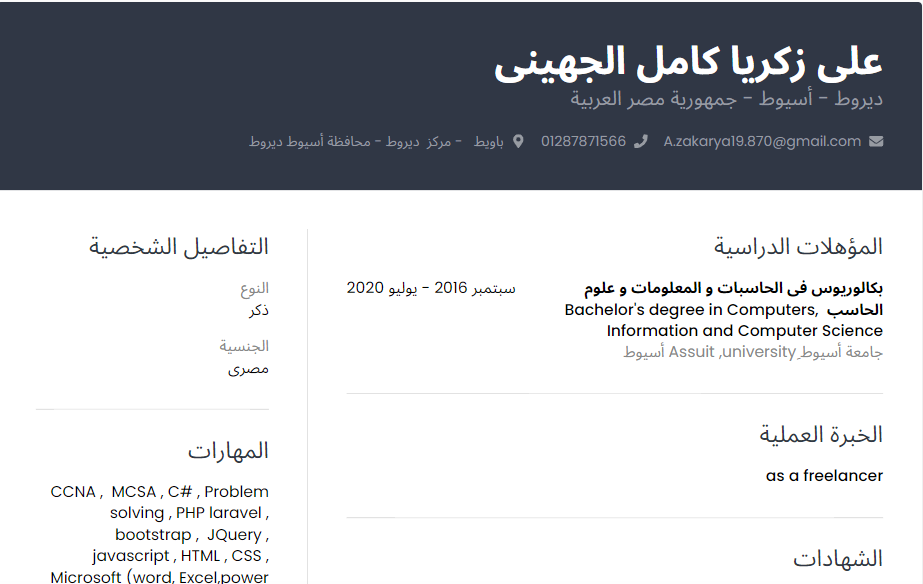 على زكريا كامل الجهينى
ديروط - أسيوط - جمهورية مصر العربية
A.zakarya19.870@gmail.com 01287871566 باويط - مركز ديروط - محافظة أسيوط ديروط
المؤهلات الدراسية
بكالوريوس فى الحاسبات و المعلومات و علوم
الحاسب Bachelor's degree in Computers,
Information and Computer Science
جامعة أسيوط Assuit ,university, أسيوط
سبتمبر 2016 - يوليو 2020
الخبرة العملية
as a freelancer
الشهادات
التفاصيل الشخصية
النوع
ذكر
الجنسية
مصرى
المهارات
CCNA , MCSA , C# , Problem
solving , PHP laravel ,
bootstrap , JQuery ,
javascript , HTML , CSS ,
Microsoft (word, Excel,power